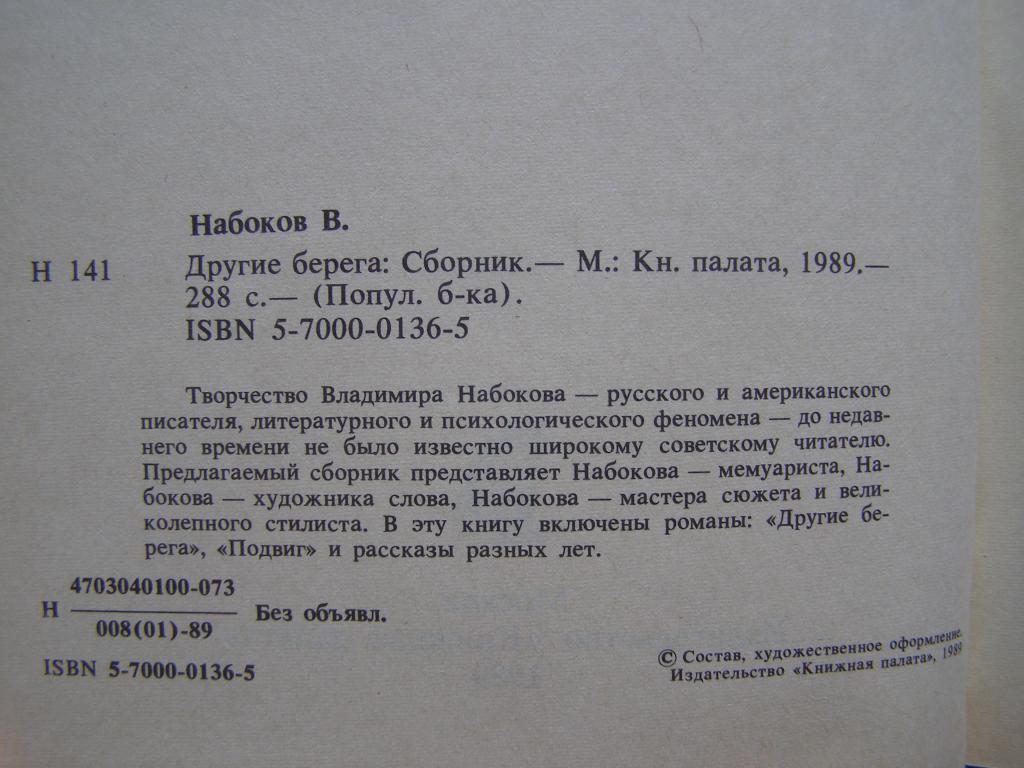 Набоков В.
Н 141
Другие берега: Сборник.— М.: Кн. палата, 1989.—
288 с.— (Попул. б-ка).
ISBN 5-7000-0136-5
Творчество Владимира Набокова — русского и американского
писателя, литературного и психологического феномена — до недав-
него времени не было известно широкому советскому читателю.
Предлагаемый сборник представляет Набокова — мемуариста, На-
бокова — художника слова, Набокова — мастера сюжета и вели-
колепного стилиста. В эту книгу включены романы: «Другие бе-
рега», «Подвиг» и рассказы разных лет.
4703040100-073
Н
008(01)-89
Без объявл.
ISBN 5-7000-0136-5
© Состав, художественное оформление.
Издательство «Книжная палата», 1989